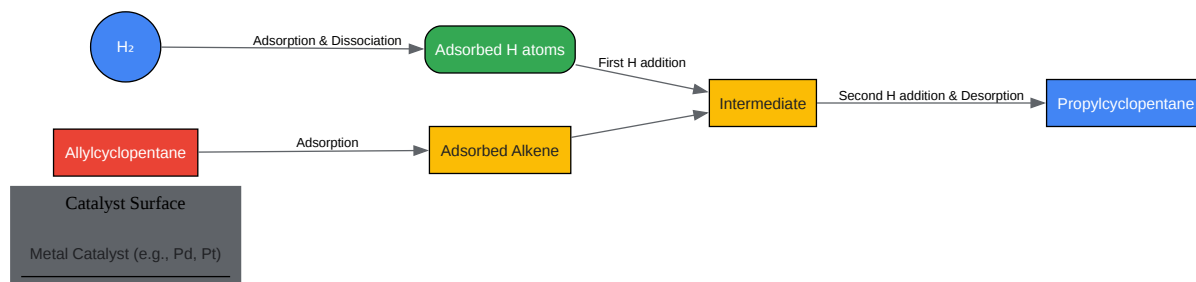 H₂
Adsorption & Dissociation
Adsorbed H atoms
First H addition
Intermediate
Second H addition & Desorption
Propylcyclopentane
Allylcyclopentane
Adsorption
Adsorbed Alkene
Catalyst Surface
Metal Catalyst (e.g., Pd, Pt)